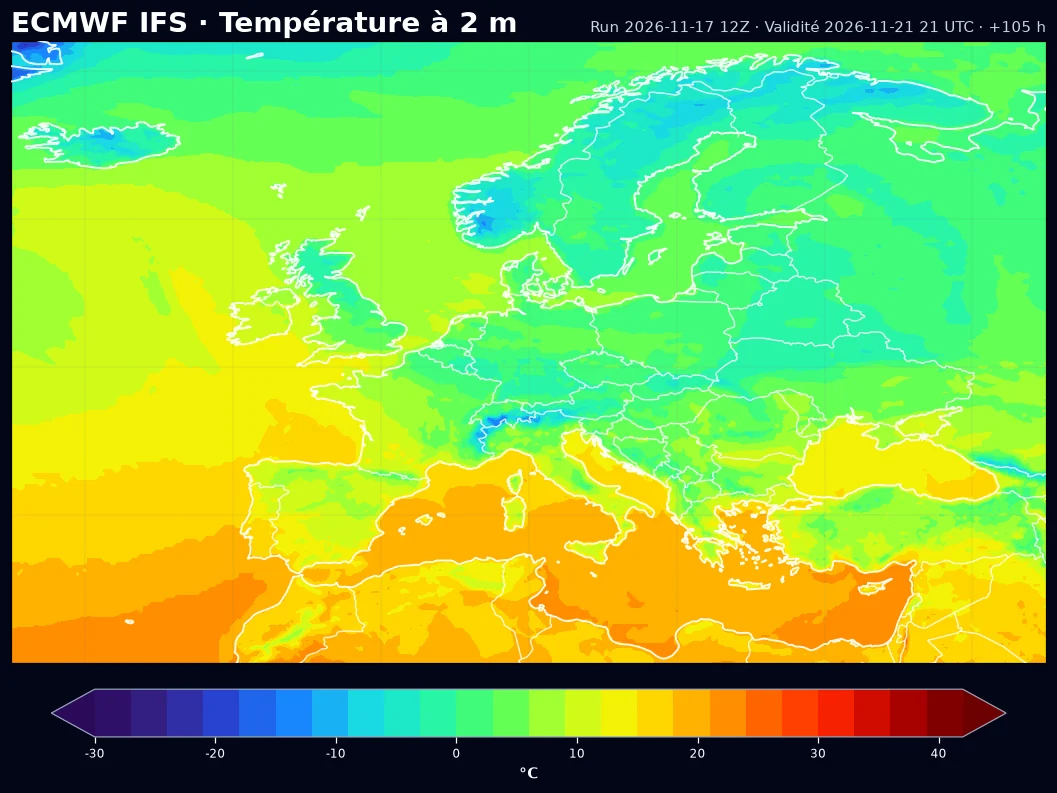 ECMWF IFS · Température à 2 m
Run 2026-11-17 12Z · Validité 2026-11-21 21 UTC · +105 h
-30 -20 -10 0 10 20 30 40
°C